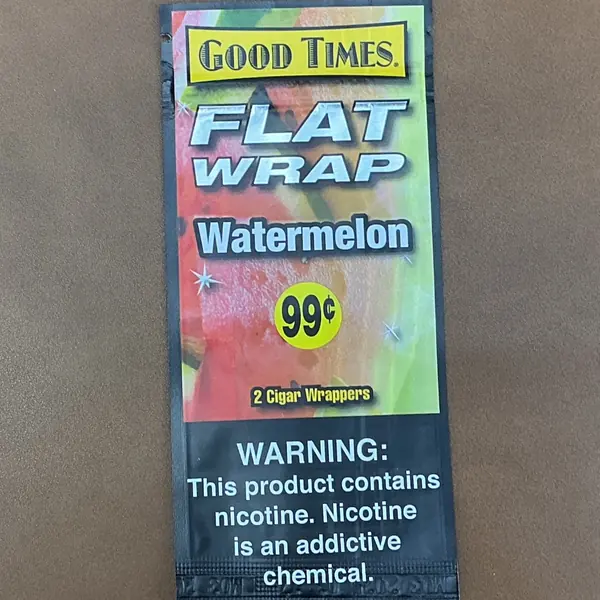 GOOD TIMES®
FLAT
WRAP
Watermelon
99¢
2 Cigar Wrappers
WARNING:
This product contains
nicotine. Nicotine
is an addictive
chemical.